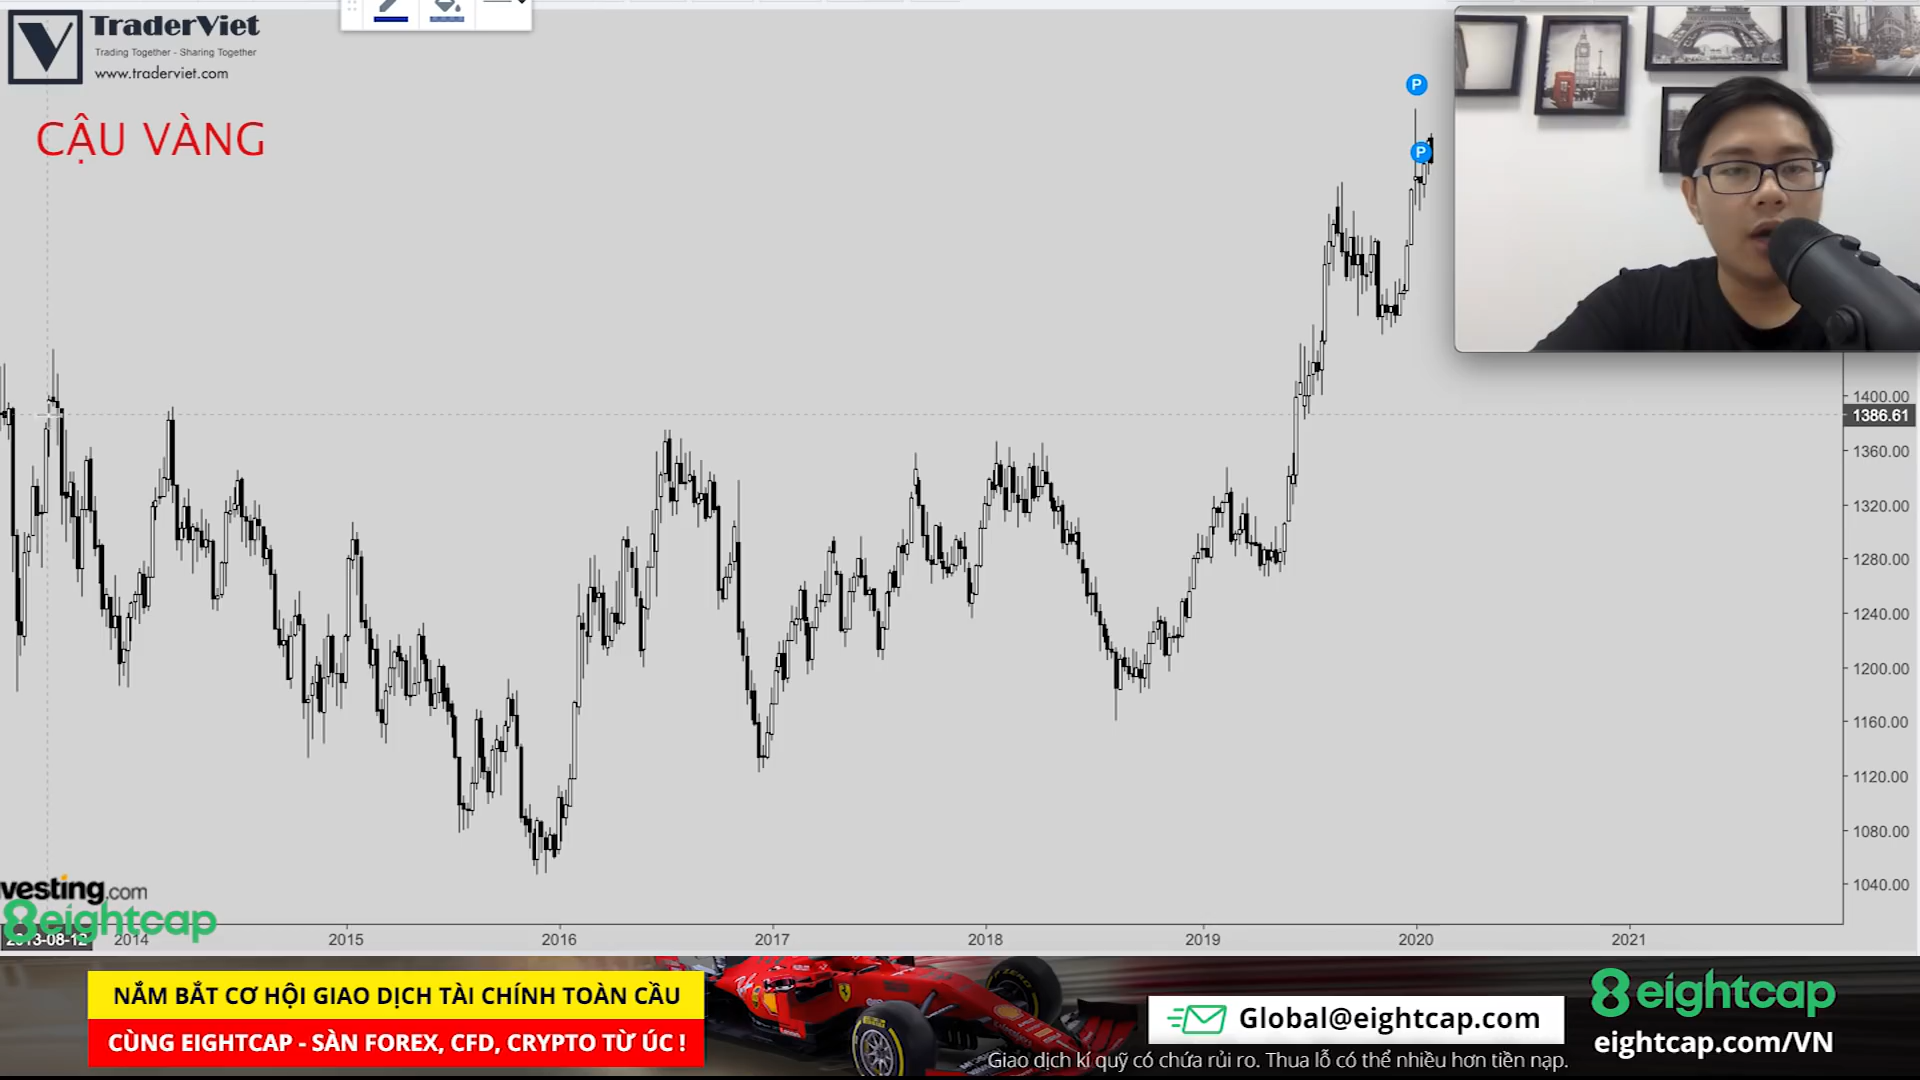 TraderViet
Trading Together - Sharing Together
www.traderviet.com
CẬU VÀNG
P
P
1400.00
1386.61
1360.00
1320.00
1280.00
1240.00
1200.00
1160.00
1120.00
1080.00
1040.00
vesting.com
8eightcap
2013-08-12
2014
2015
2016
2017
2018
2019
2020
2021
NẮM BẮT CƠ HỘI GIAO DỊCH TÀI CHÍNH TOÀN CẦU
CÙNG EIGHTCAP - SÀN FOREX, CFD, CRYPTO TỪ ÚC !
Global@eightcap.com
Giao dịch kí quỹ có chứa rủi ro. Thua lỗ có thể nhiều hơn tiền nạp.
8eightcap
eightcap.com/VN